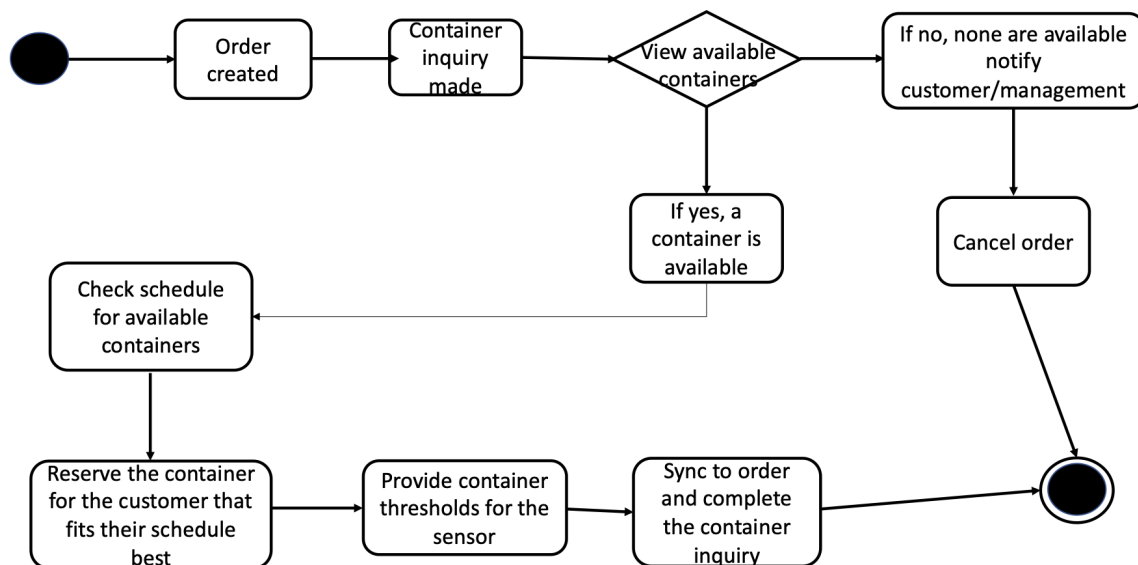 Order
created
Container
inquiry
made
View available
containers
If no, none are available
notify
customer/management
If yes, a
container is
available
Cancel order
Check schedule
for available
containers
Reserve the container
for the customer that
fits their schedule
best
Provide container
thresholds for the
sensor
Sync to order
and complete
the container
inquiry